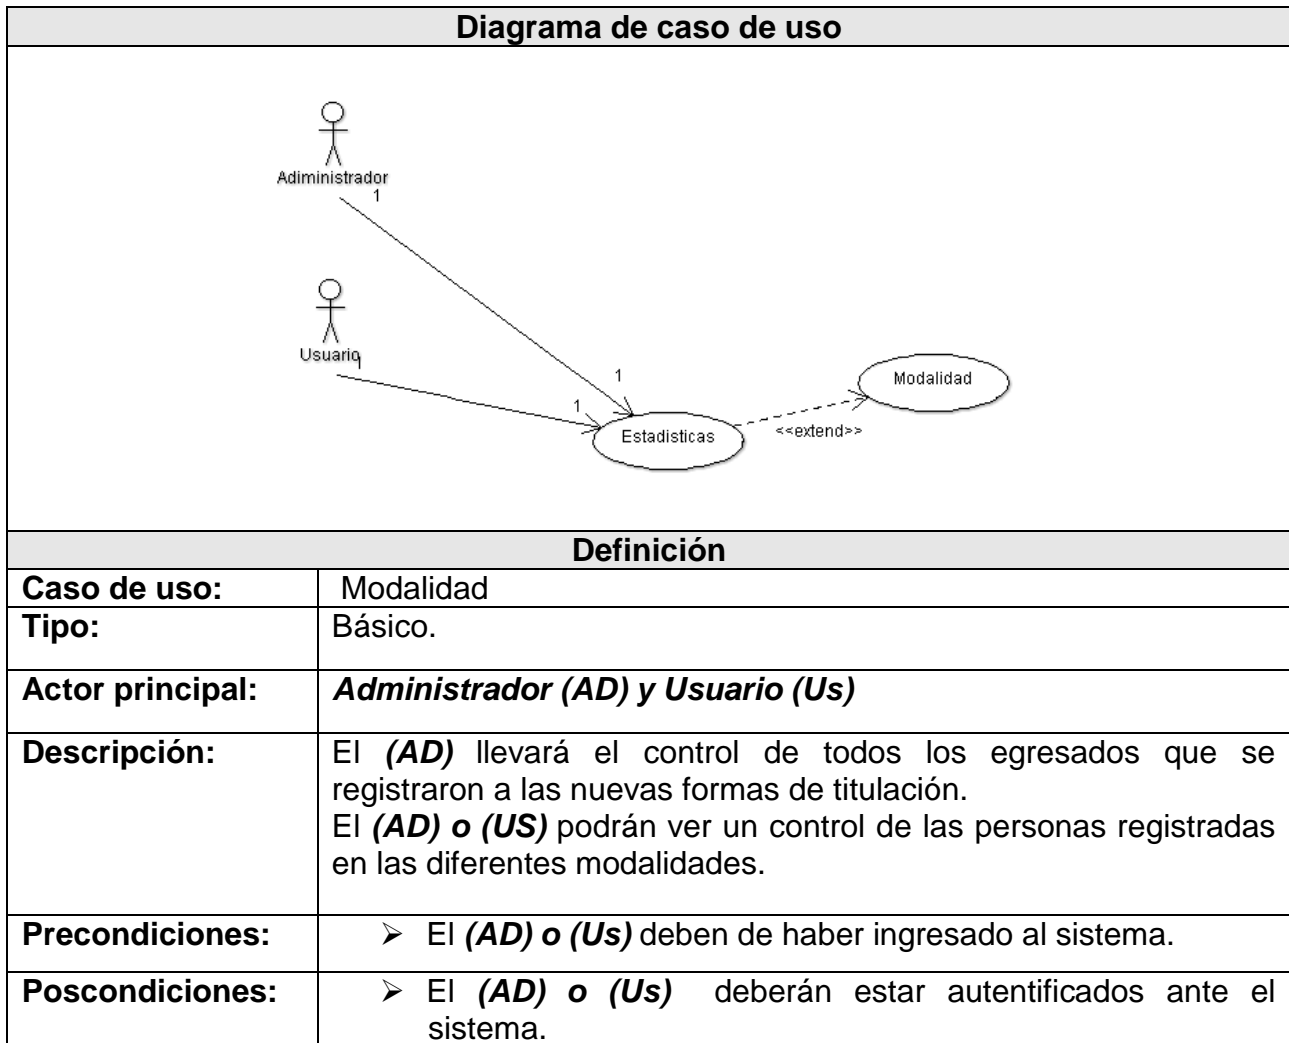 Diagrama de caso de uso
Adiministrador
1
Usuario
1
1
1
Modalidad
Estadisticas
<<extend>>
Definición
Caso de uso: Modalidad
Tipo: Básico.
Actor principal: Administrador (AD) y Usuario (Us)
Descripción: El (AD) llevará el control de todos los egresados que se
registraron a las nuevas formas de titulación.
El (AD) o (US) podrán ver un control de las personas registradas
en las diferentes modalidades.
Precondiciones: ➢ El (AD) o (Us) deben de haber ingresado al sistema.
Poscondiciones: ➢ El (AD) o (Us) deberán estar autentificados ante el
sistema.